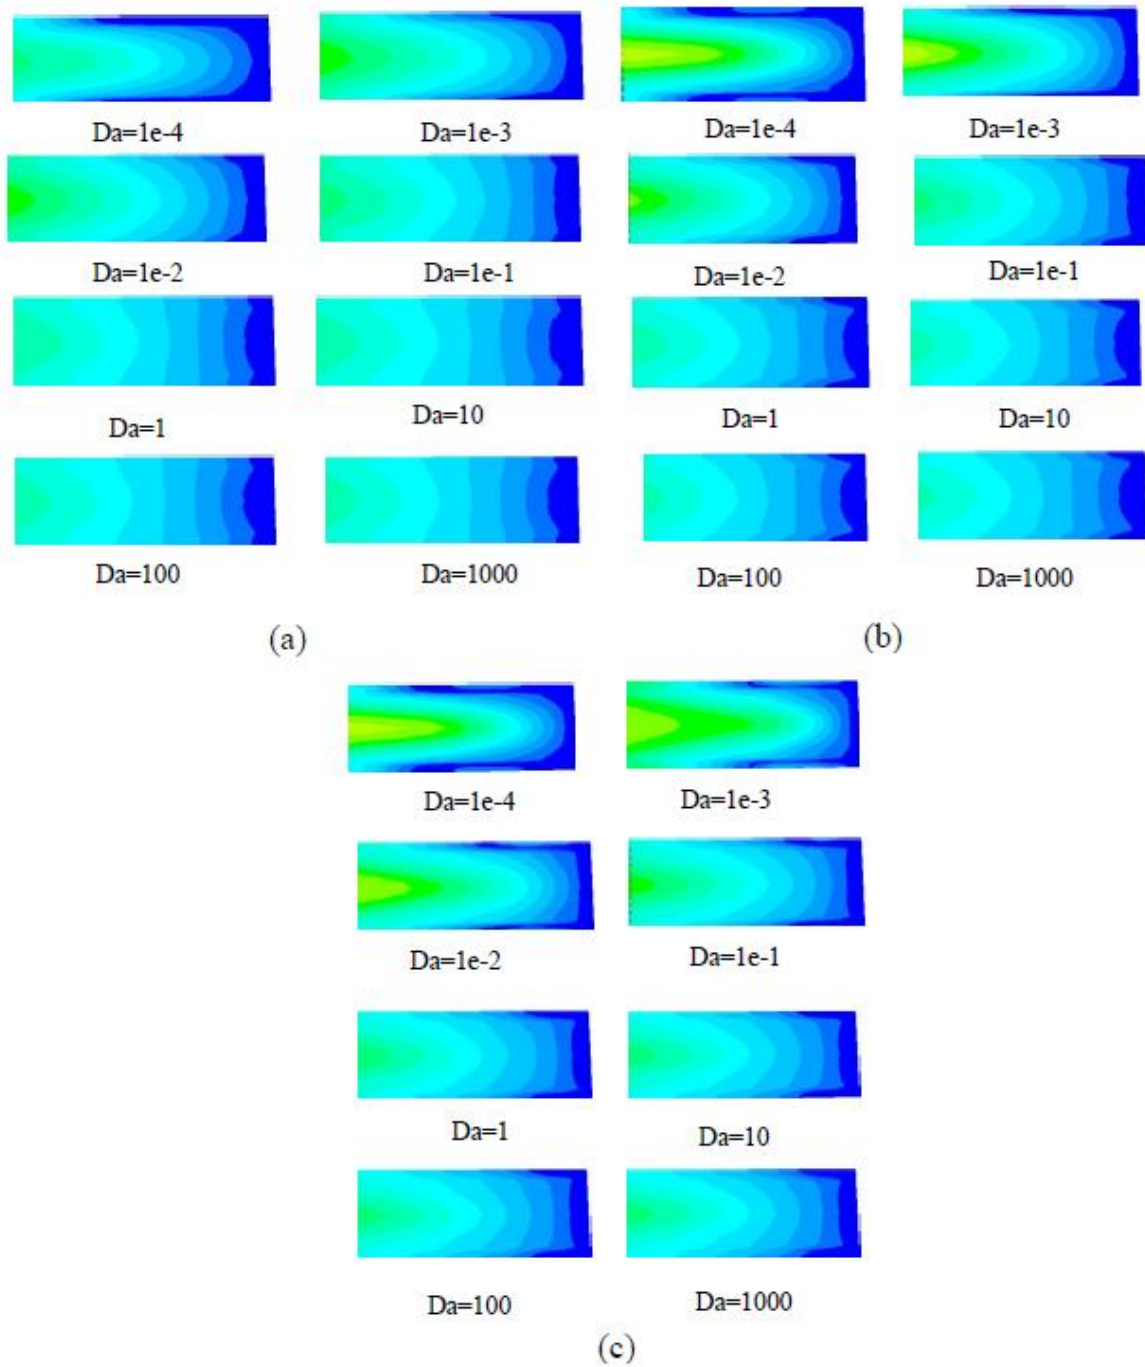 Da=1e-4 Da=1e-3 Da=1e-4 Da=1e-3
Da=1e-2 Da=1e-1 Da=1e-2 Da=1e-1
Da=1 Da=10 Da=1 Da=10
Da=100 Da=1000 Da=100 Da=1000
(a) (b)
Da=1e-4 Da=1e-3
Da=1e-2 Da=1e-1
Da=1 Da=10
Da=100 Da=1000
(c)